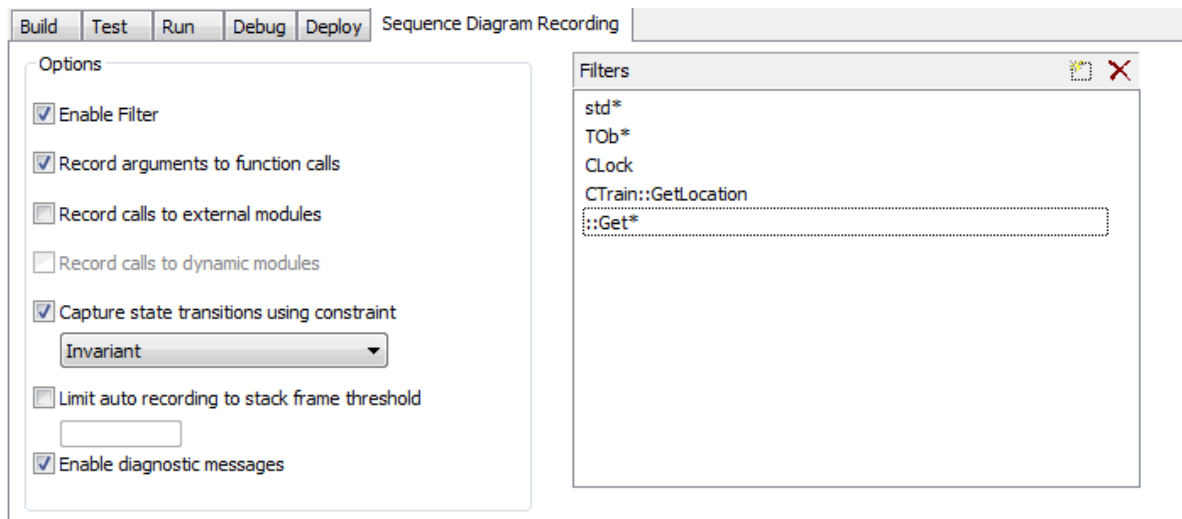 Build Test Run Debug Deploy Sequence Diagram Recording
Options
Enable Filter
Record arguments to function calls
Record calls to external modules
Record calls to dynamic modules
Capture state transitions using constraint
Invariant
Limit auto recording to stack frame threshold
Enable diagnostic messages
Filters
std*
TOb*
CLock
CTrain::GetLocation
::Get*